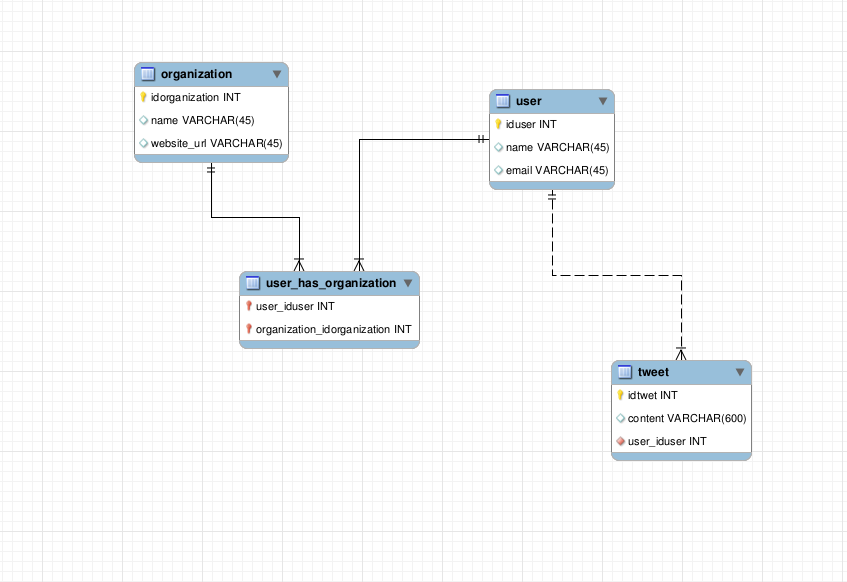 organization
idorganization INT
name VARCHAR(45)
website_url VARCHAR(45)
user
iduser INT
name VARCHAR(45)
email VARCHAR(45)
user_has_organization
user_iduser INT
organization_idorganization INT
tweet
idtwet INT
content VARCHAR(600)
user_iduser INT